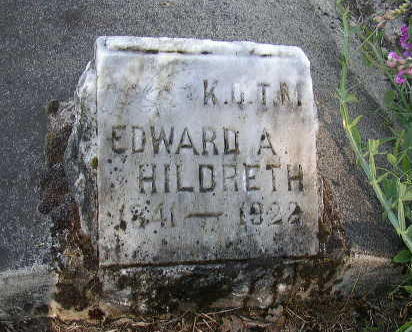 K.O.T.M.
EDWARD A.
HILDRETH
1841 — 1922